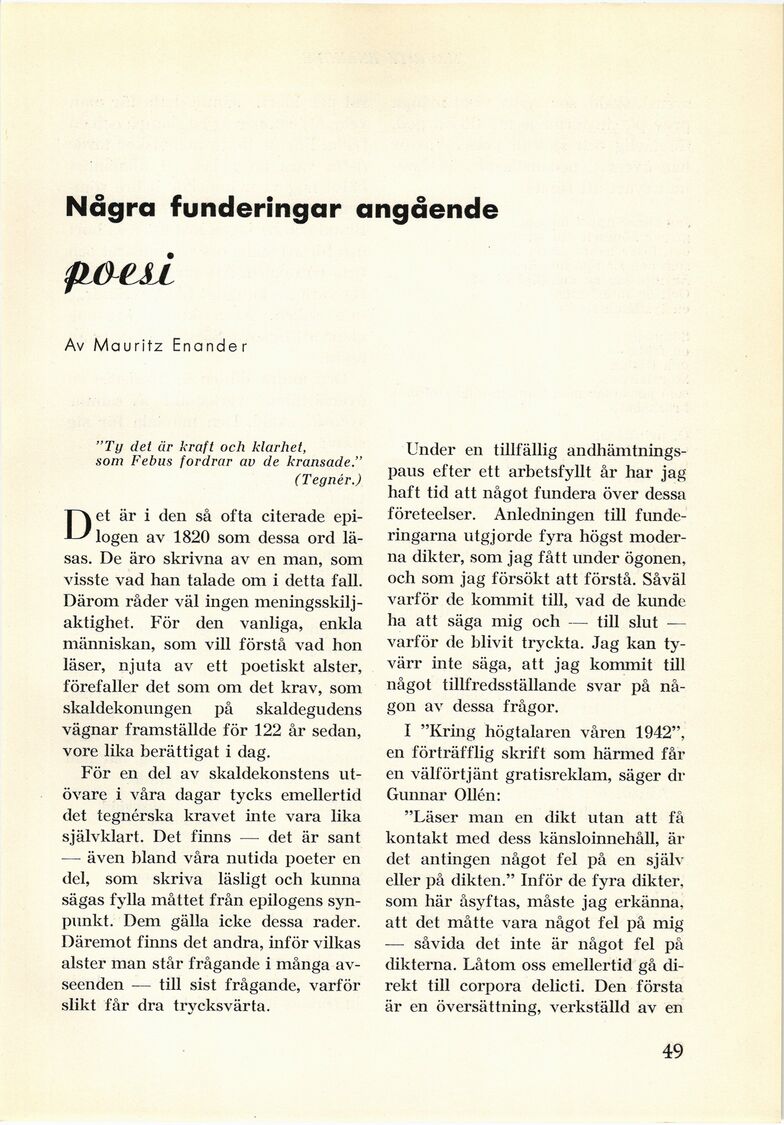 Några funderingar angående
poesi
Av Mauritz Enander
”Ty det är kraft och klarhet,
som Febus fordrar av de kransade.”
(Tegnér.)
Det är i den så ofta citerade epi-
logen av 1820 som dessa ord lä-
sas. De äro skrivna av en man, som
visste vad han talade om i detta fall.
Därom råder väl ingen meningsskilj-
aktighet. För den vanliga, enkla
människan, som vill förstå vad hon
läser, njuta av ett poetiskt alster,
förefaller det som om det krav, som
skaldekonungen på skaldegudens
vägnar framställde för 122 år sedan,
vore lika berättigat i dag.
För en del av skaldekonstens ut-
övare i våra dagar tycks emellertid
det tegnérska kravet inte vara lika
självklart. Det finns — det är sant
— även bland våra nutida poeter en
del, som skriva läsligt och kunna
sägas fylla måttet från epilogens syn-
punkt. Dem gälla icke dessa rader.
Däremot finns det andra, inför vilkas
alster man står frågande i många av-
seenden — till sist frågande, varför
slikt får dra trycksvärta.
Under en tillfällig andhämtnings-
paus efter ett arbetsfyllt år har jag
haft tid att något fundera över dessa
företeelser. Anledningen till funde-
ringarna utgjorde fyra högst moder-
na dikter, som jag fått under ögonen,
och som jag försökt att förstå. Såväl
varför de kommit till, vad de kunde
ha att säga mig och — till slut —
varför de blivit tryckta. Jag kan ty-
värr inte säga, att jag kommit till
något tillfredsställande svar på nå-
gon av dessa frågor.
I ”Kring högtalaren våren 1942”,
en förträfflig skrift som härmed får
en välförtjänt gratisreklam, säger dr
Gunnar Ollén:
”Läser man en dikt utan att få
kontakt med dess känsloinnehåll, är
det antingen något fel på en själv
eller på dikten.” Inför de fyra dikter,
som här åsyftas, måste jag erkänna,
att det måtte vara något fel på mig
— såvida det inte är något fel på
dikterna. Låtom oss emellertid gå di-
rekt till corpora delicti. Den första
är en översättning, verkställd av en
49